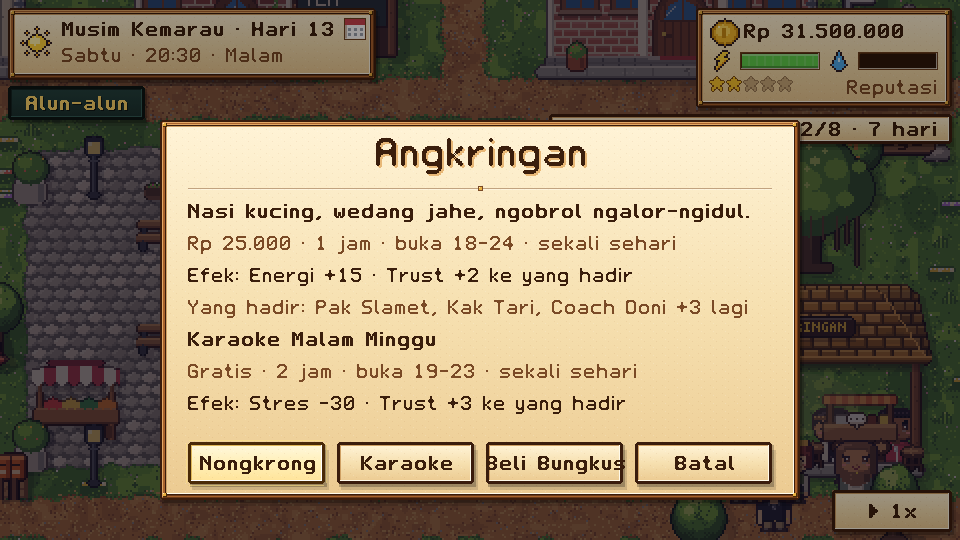 Musim Kemarau · Hari 13
Sabtu · 20:30 · Malam
Rp 31.500.000
Reputasi
Alun-alun
2/8 · 7 hari
Angkringan
Nasi kucing, wedang jahe, ngobrol ngalor-ngidul.
Rp 25.000 · 1 jam · buka 18-24 · sekali sehari
Efek: Energi +15 · Trust +2 ke yang hadir
Yang hadir: Pak Slamet, Kak Tari, Coach Doni +3 lagi
Karaoke Malam Minggu
Gratis · 2 jam · buka 19-23 · sekali sehari
Efek: Stres -30 · Trust +3 ke yang hadir
Nongkrong
Karaoke
Beli Bungkus
Batal
1x